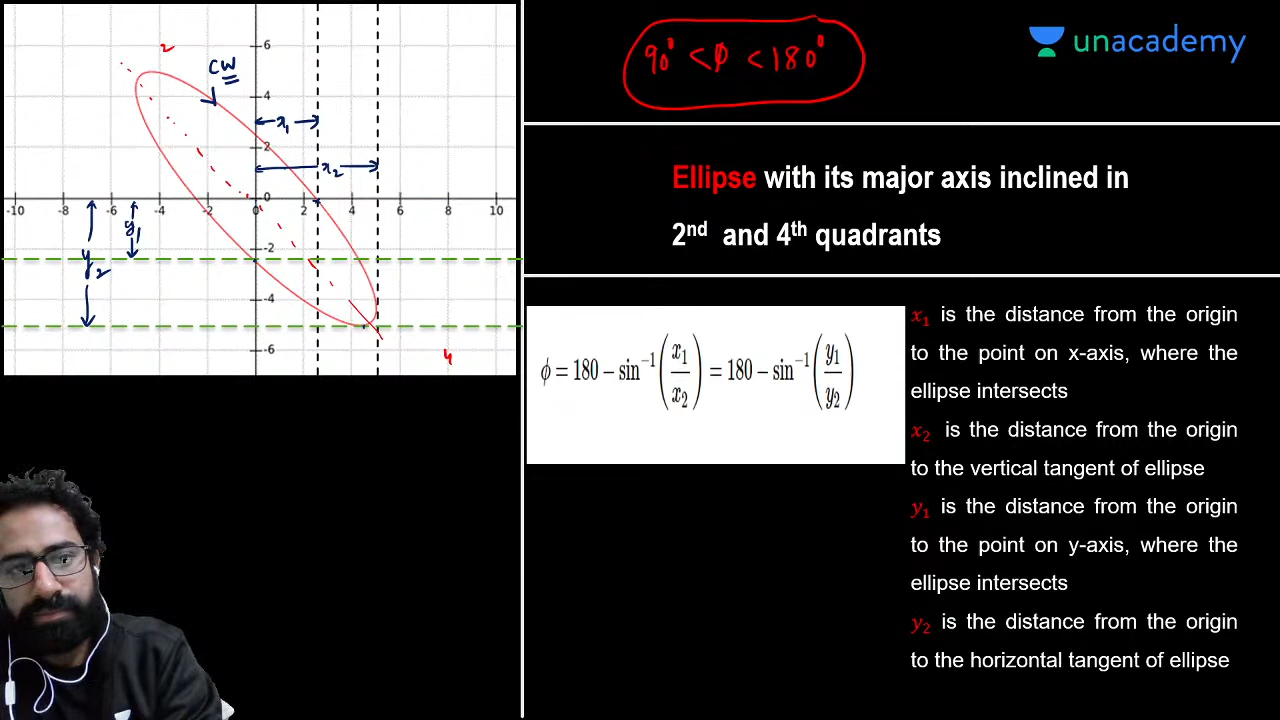 2
6
CW
4
x₁
2
x₂
0
-10 -8 -6 -4 -2 0 2 4 6 8 10
y₁
-2
y₂
-4
-6
4
90° < ϕ < 180°
unacademy
Ellipse with its major axis inclined in
2nd and 4th quadrants
ϕ = 180 – sin⁻¹(x₁/x₂) = 180 – sin⁻¹(y₁/y₂)
x₁ is the distance from the origin
to the point on x-axis, where the
ellipse intersects
x₂ is the distance from the origin
to the vertical tangent of ellipse
y₁ is the distance from the origin
to the point on y-axis, where the
ellipse intersects
y₂ is the distance from the origin
to the horizontal tangent of ellipse